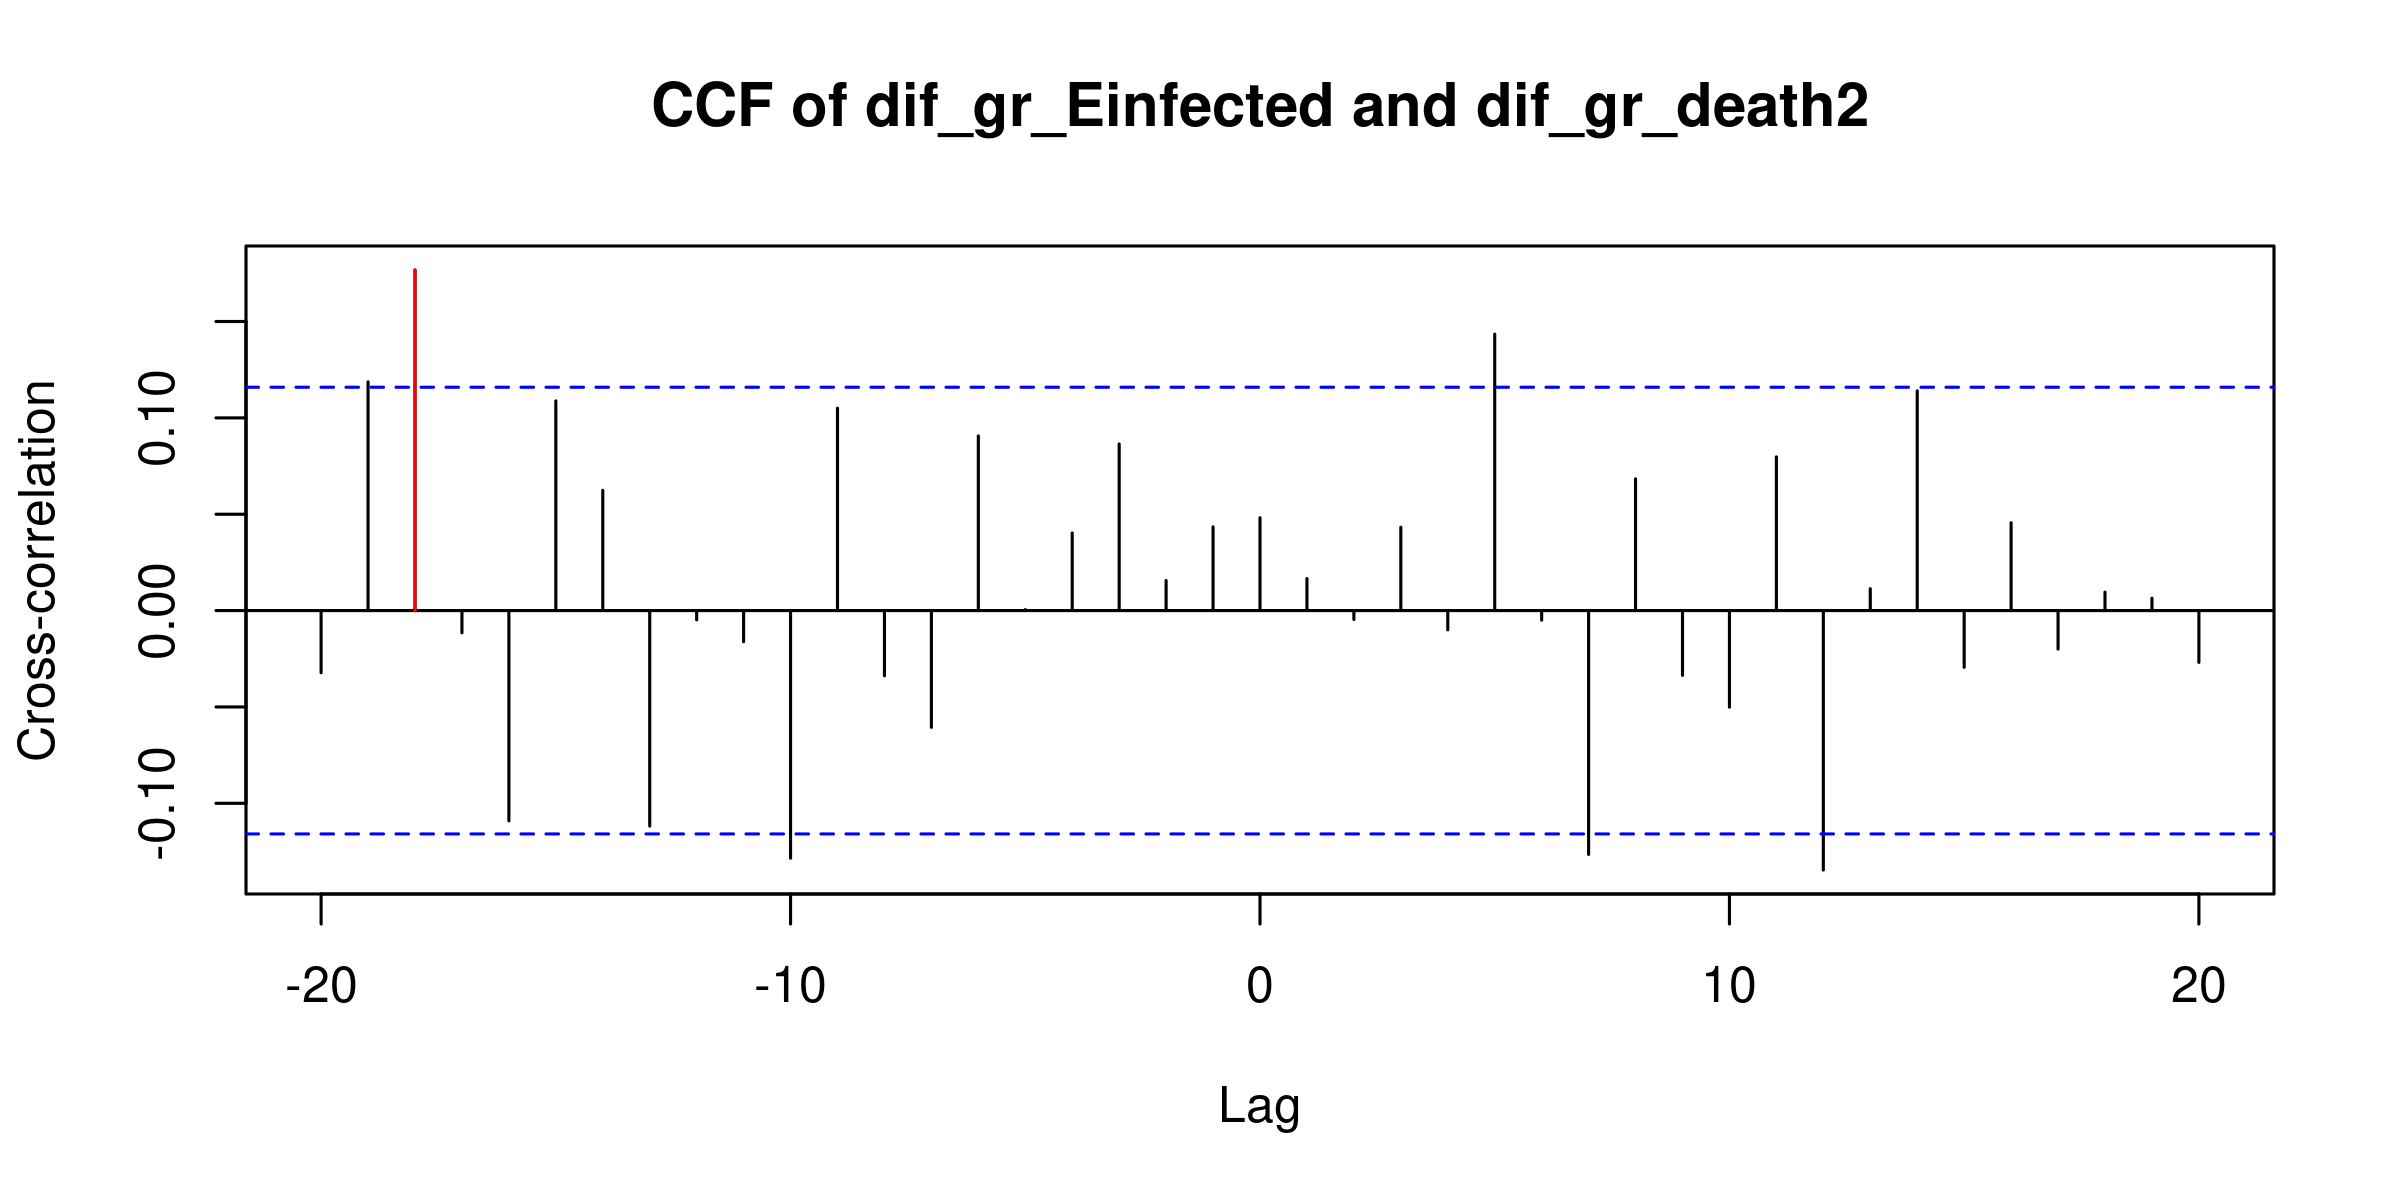 CCF of dif_gr_Einfected and dif_gr_death2
Cross-correlation
0.10
0.00
-0.10
-20
-10
0
10
20
Lag